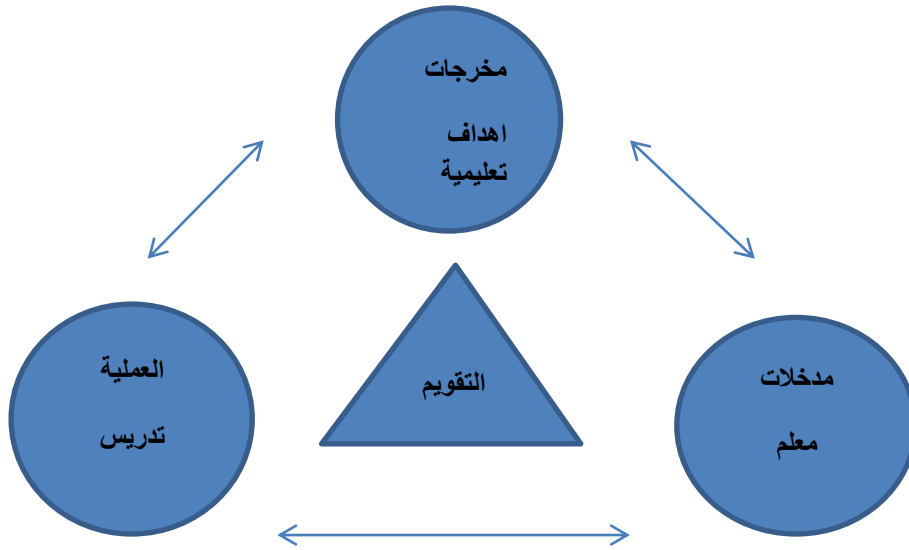 مخرجات
اهداف
تعليمية
التقويم
مدخلات
معلم
العملية
تدريس